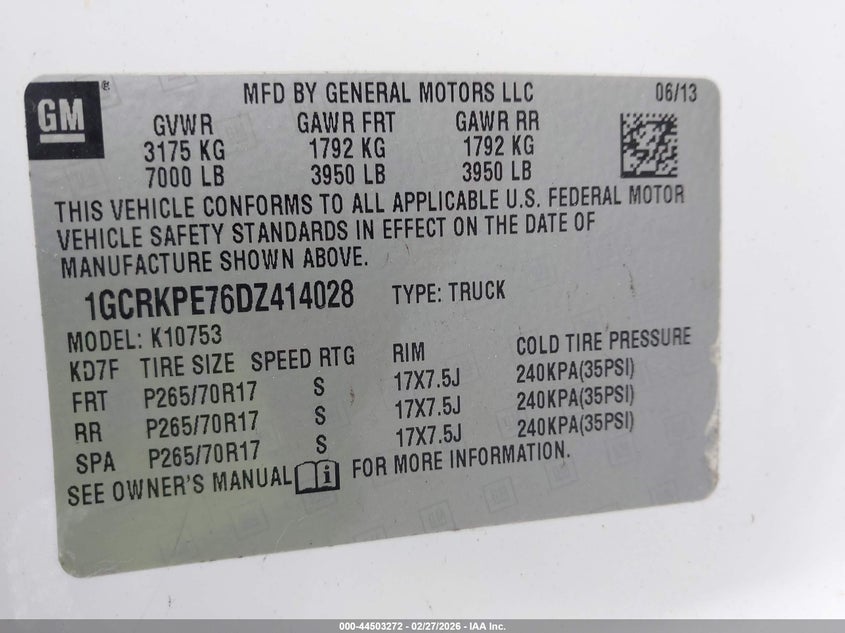 GM ®
MFD BY GENERAL MOTORS LLC 06/13
GVWR GAWR FRT GAWR RR
3175 KG 1792 KG 1792 KG
7000 LB 3950 LB 3950 LB
THIS VEHICLE CONFORMS TO ALL APPLICABLE U.S. FEDERAL MOTOR
VEHICLE SAFETY STANDARDS IN EFFECT ON THE DATE OF
MANUFACTURE SHOWN ABOVE.
1GCRKPE76DZ414028 TYPE: TRUCK
MODEL: K10753
KD7F TIRE SIZE SPEED RTG RIM COLD TIRE PRESSURE
FRT P265/70R17 S 17X7.5J 240KPA(35PSI)
RR P265/70R17 S 17X7.5J 240KPA(35PSI)
SPA P265/70R17 S 17X7.5J 240KPA(35PSI)
SEE OWNER'S MANUAL i FOR MORE INFORMATION.
000-44503272 - 02/27/2026 - IAA Inc.